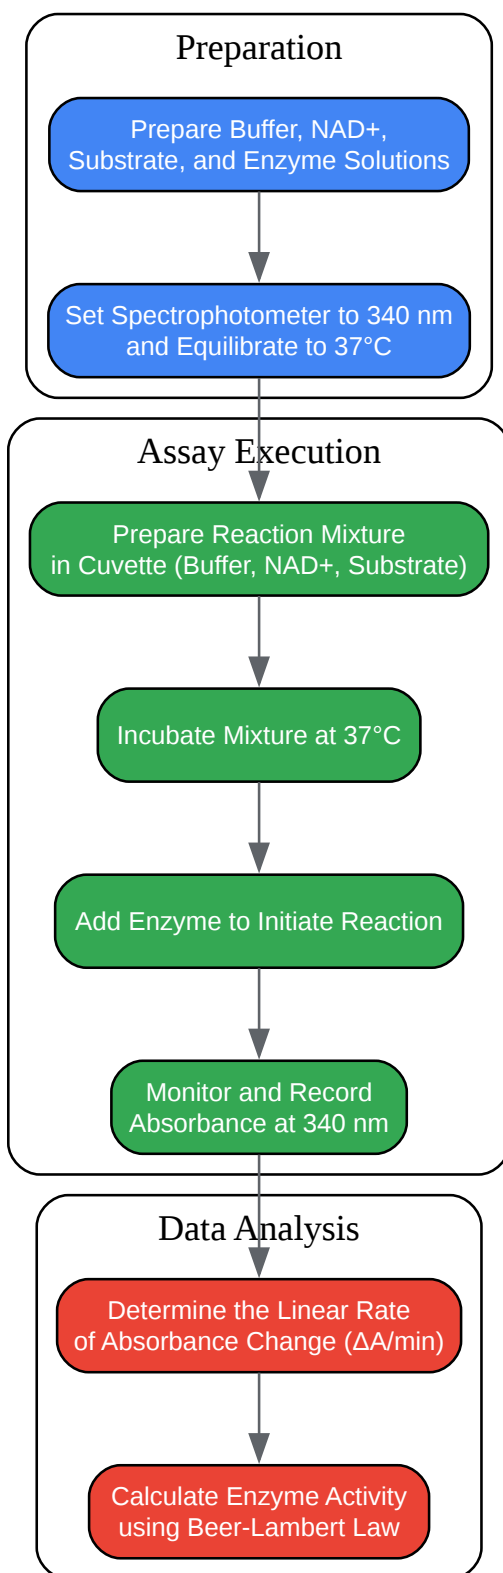 Preparation
Prepare Buffer, NAD+,
Substrate, and Enzyme Solutions
Set Spectrophotometer to 340 nm
and Equilibrate to 37°C
Assay Execution
Prepare Reaction Mixture
in Cuvette (Buffer, NAD+, Substrate)
Incubate Mixture at 37°C
Add Enzyme to Initiate Reaction
Monitor and Record
Absorbance at 340 nm
Data Analysis
Determine the Linear Rate
of Absorbance Change (ΔA/min)
Calculate Enzyme Activity
using Beer-Lambert Law